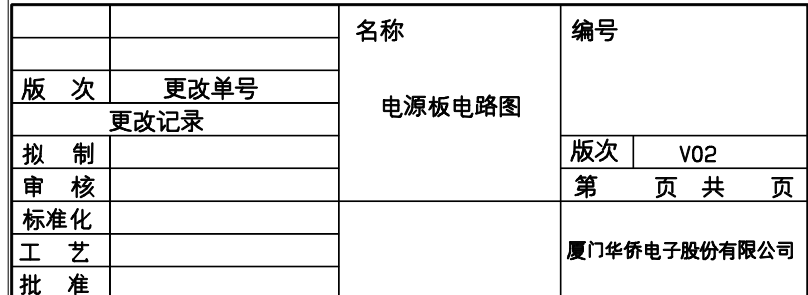 名称
编号
版 次 更改单号
电源板电路图
更改记录
拟 制
版次 V02
审 核
第 页 共 页
标准化
工 艺
厦门华侨电子股份有限公司
批 准